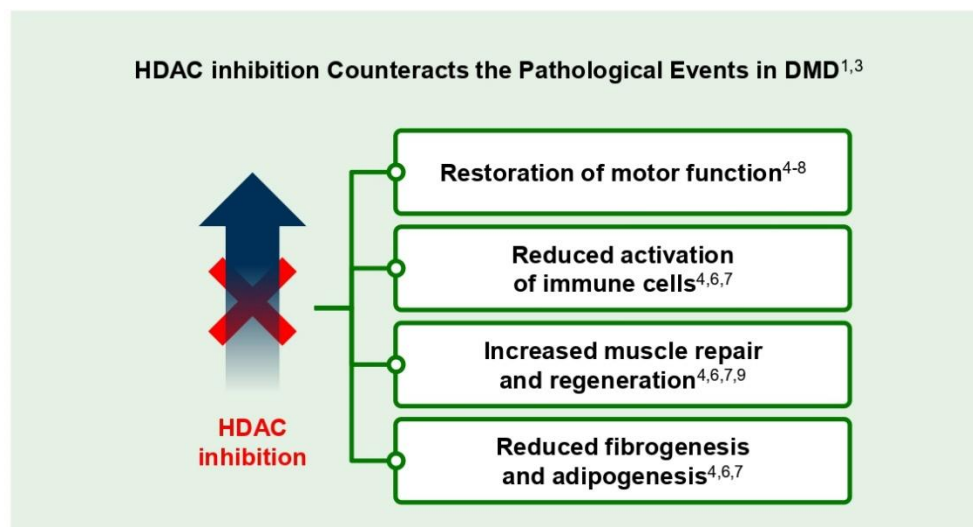 HDAC inhibition Counteracts the Pathological Events in DMD1,3
Restoration of motor function4-8
Reduced activation
of immune cells4,6,7
Increased muscle repair
and regeneration4,6,7,9
HDAC
inhibition
Reduced fibrogenesis
and adipogenesis4,6,7